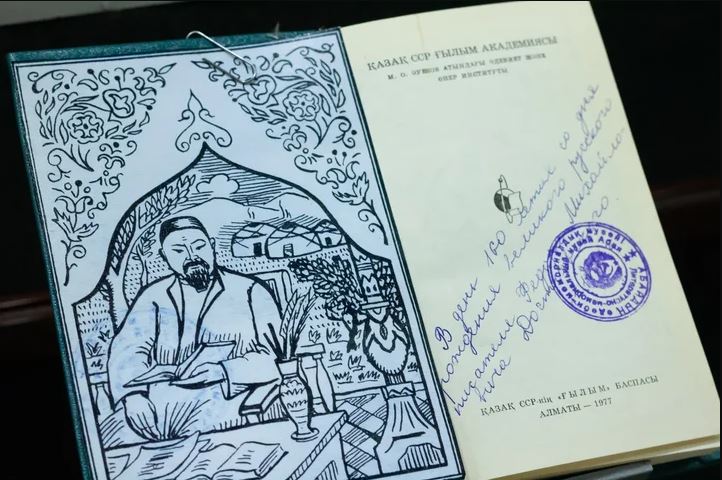 ҚАЗАҚ ССР ҒЫЛЫМ АКАДЕМИЯСЫ
М. О. ӘУЕЗОВ АТЫНДАҒЫ ӘДЕБИЕТ ЖӘНЕ
ӨНЕР ИНСТИТУТЫ
В день 160 летия со дня
рождения великого русского
писателя Федора Михайло-
вича Достоевского.
ҚАЗАҚ ССР-нің «ҒЫЛЫМ» БАСПАСЫ
АЛМАТЫ — 1977